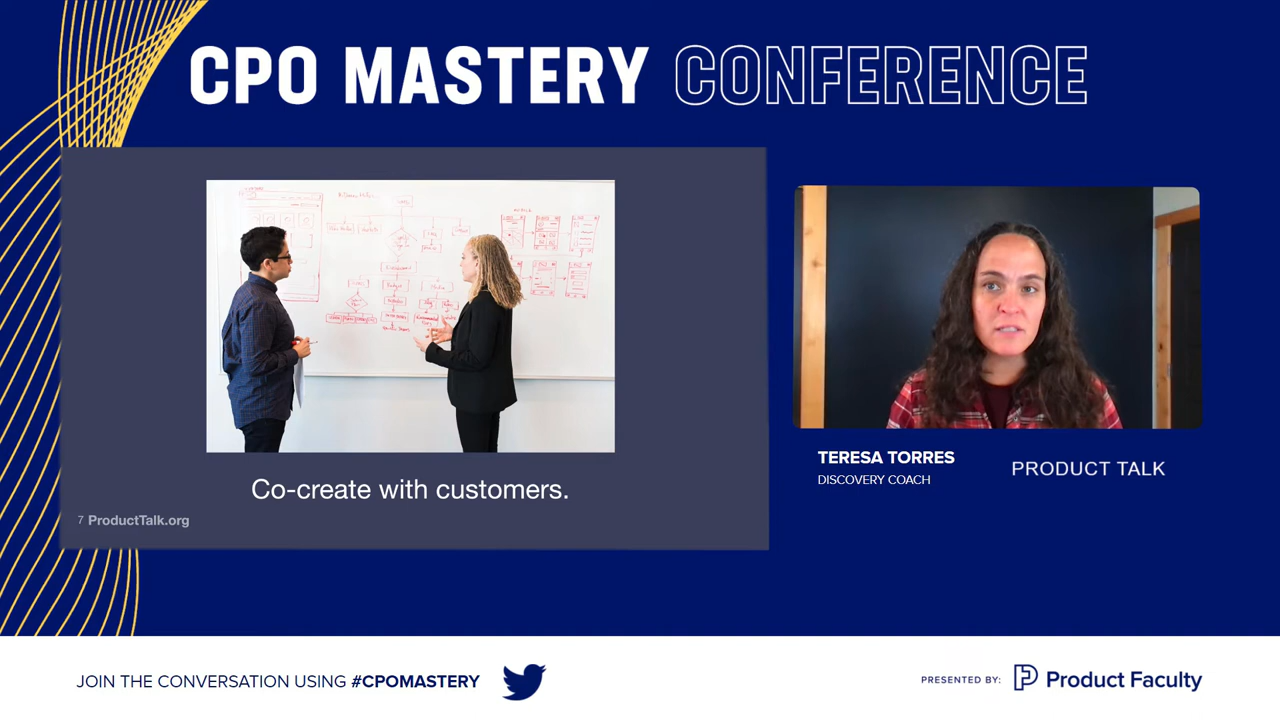 CPO MASTERY CONFERENCE
Co-create with customers.
7 ProductTalk.org
TERESA TORRES
DISCOVERY COACH
PRODUCT TALK
JOIN THE CONVERSATION USING #CPOMASTERY
PRESENTED BY: Product Faculty